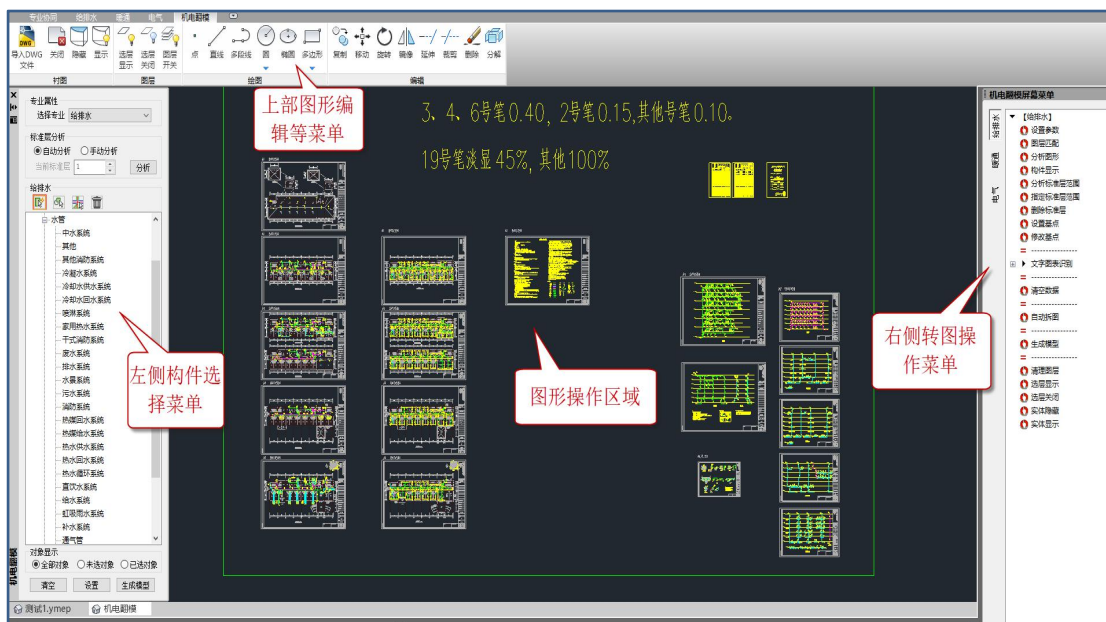 专业协同 给排水 暖通 电气 机电翻模
导入DWG文件 关闭 隐藏 显示 选层显示 选层关闭 图层开关 点 直线 多段线 圆 椭圆 多边形 复制 移动 旋转 镜像 延伸 裁剪 删除 分解
衬图 图层 绘图 编辑
专业属性
选择专业 给排水
标准层分析
自动分析 手动分析
当前标准层 1 分析
给排水
水管
中水系统
其他
其他消防系统
冷凝水系统
冷却水供水系统
冷却水回水系统
喷淋系统
家用热水系统
干式消防系统
废水系统
排水系统
水景系统
污水系统
消防系统
热媒回水系统
热媒给水系统
热水供水系统
热水回水系统
热水循环系统
直饮水系统
给水系统
虹吸雨水系统
补水系统
通气管
对象显示
全部对象 未选对象 已选对象
清空 设置 生成模型
机电翻模
测试1.ymep 机电翻模
上部图形编
辑等菜单
3、4、6号笔0.40, 2号笔0.15,其他号笔0.10。
19号笔淡显45%, 其他100%
左侧构件选
择菜单
图形操作区域
右侧转图操
作菜单
机电翻模屏幕菜单
给排水
暖通
电气
【给排水】
设置参数
图层匹配
分析图形
构件显示
分析标准层范围
指定标准层范围
删除标准层
设置基点
修改基点
= ----------------
文字图表识别
= ----------------
清空数据
= ----------------
自动拆图
= ----------------
生成模型
= ----------------
清理图层
选层显示
选层关闭
实体隐藏
实体显示